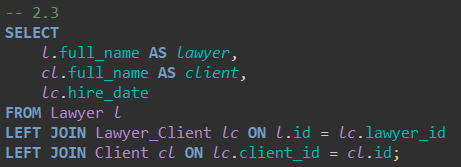 -- 2.3
SELECT
    l.full_name AS lawyer,
    cl.full_name AS client,
    lc.hire_date
FROM Lawyer l
LEFT JOIN Lawyer_Client lc ON l.id = lc.lawyer_id
LEFT JOIN Client cl ON lc.client_id = cl.id;